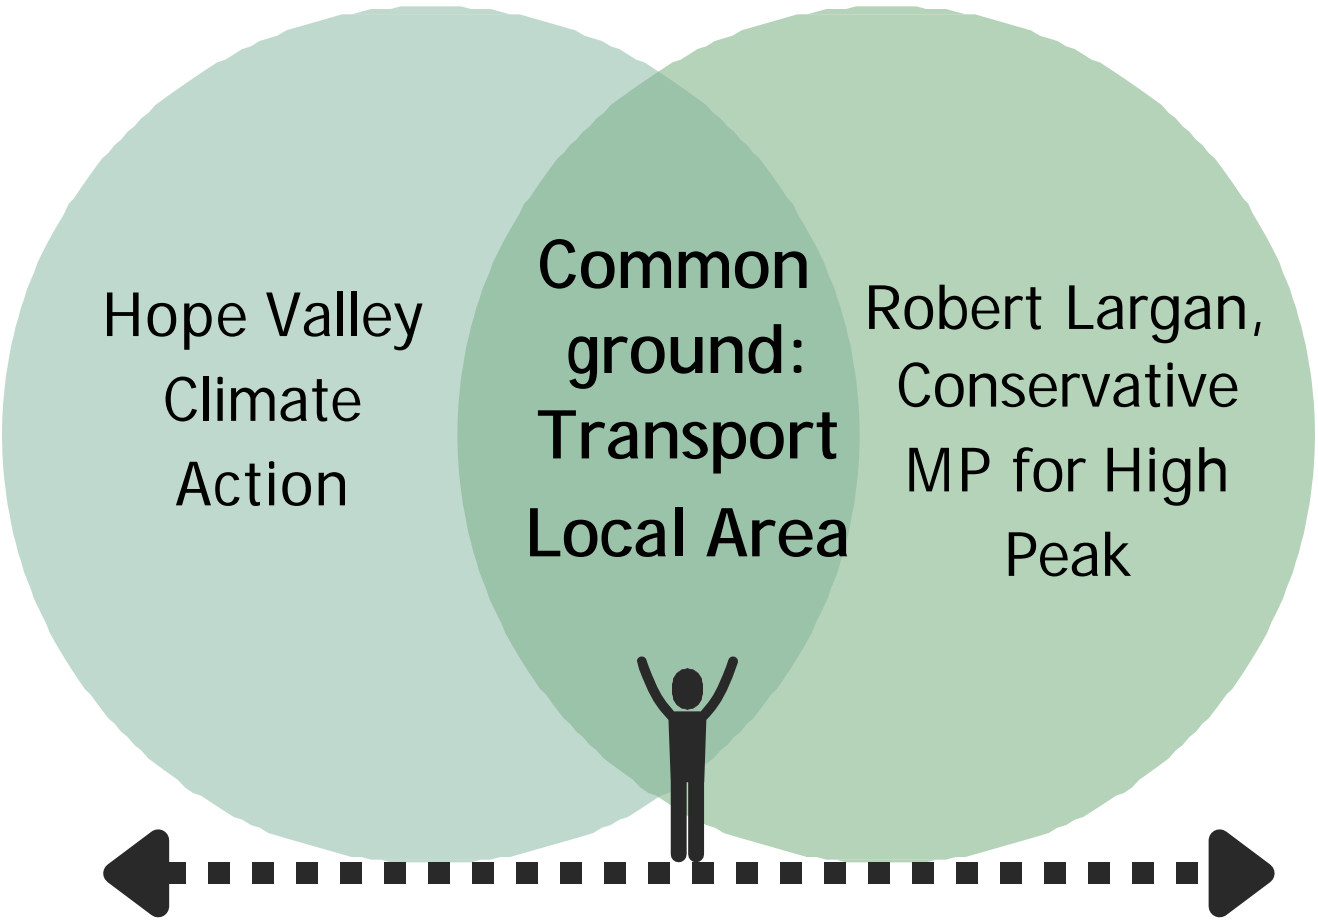 Hope Valley
Climate
Action
Common
ground:
Transport
Local Area
Robert Largan,
Conservative
MP for High
Peak